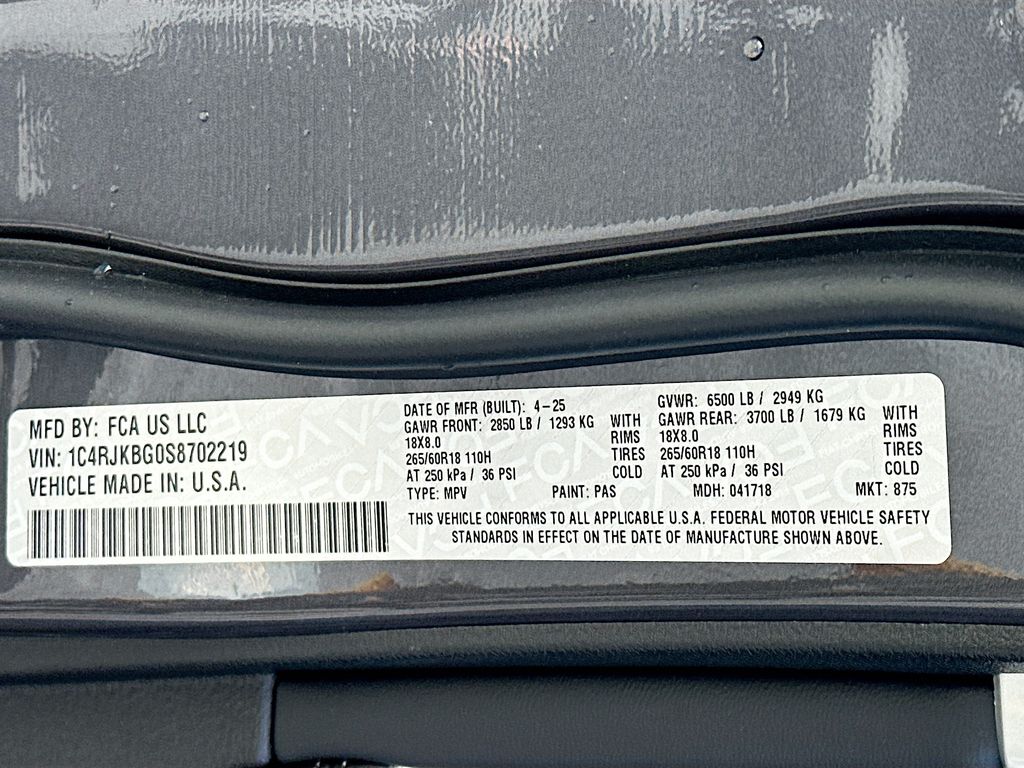 MFD BY: FCA US LLC
VIN: 1C4RJKBG0S8702219
VEHICLE MADE IN: U.S.A.
DATE OF MFR (BUILT): 4-25
GAWR FRONT: 2850 LB / 1293 KG WITH
18X8.0 RIMS
265/60R18 110H TIRES
AT 250 kPa / 36 PSI COLD
GVWR: 6500 LB / 2949 KG
GAWR REAR: 3700 LB / 1679 KG WITH
18X8.0 RIMS
265/60R18 110H TIRES
AT 250 kPa / 36 PSI COLD
TYPE: MPV PAINT: PAS MDH: 041718 MKT: 875
THIS VEHICLE CONFORMS TO ALL APPLICABLE U.S.A. FEDERAL MOTOR VEHICLE SAFETY
STANDARDS IN EFFECT ON THE DATE OF MANUFACTURE SHOWN ABOVE.